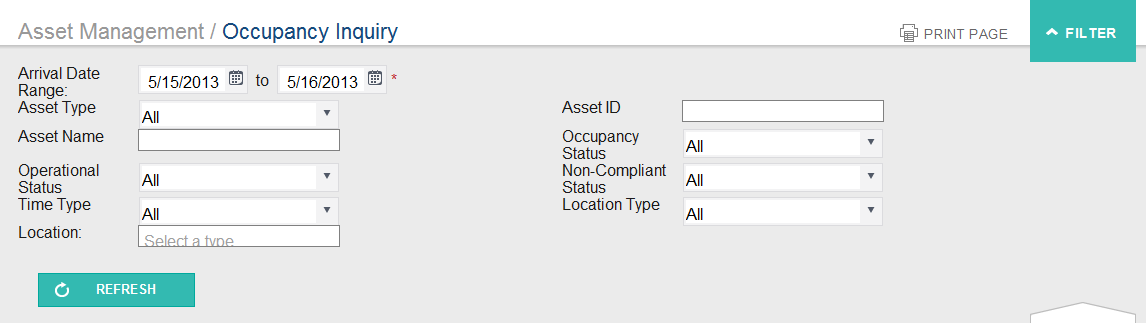 Asset Management / Occupancy Inquiry
PRINT PAGE
FILTER
Arrival Date
Range:
5/15/2013 to 5/16/2013 *
Asset Type
All
Asset ID
Asset Name
Occupancy
Status
All
Operational
Status
All
Non-Compliant
Status
All
Time Type
All
Location Type
All
Location:
Select a type
REFRESH